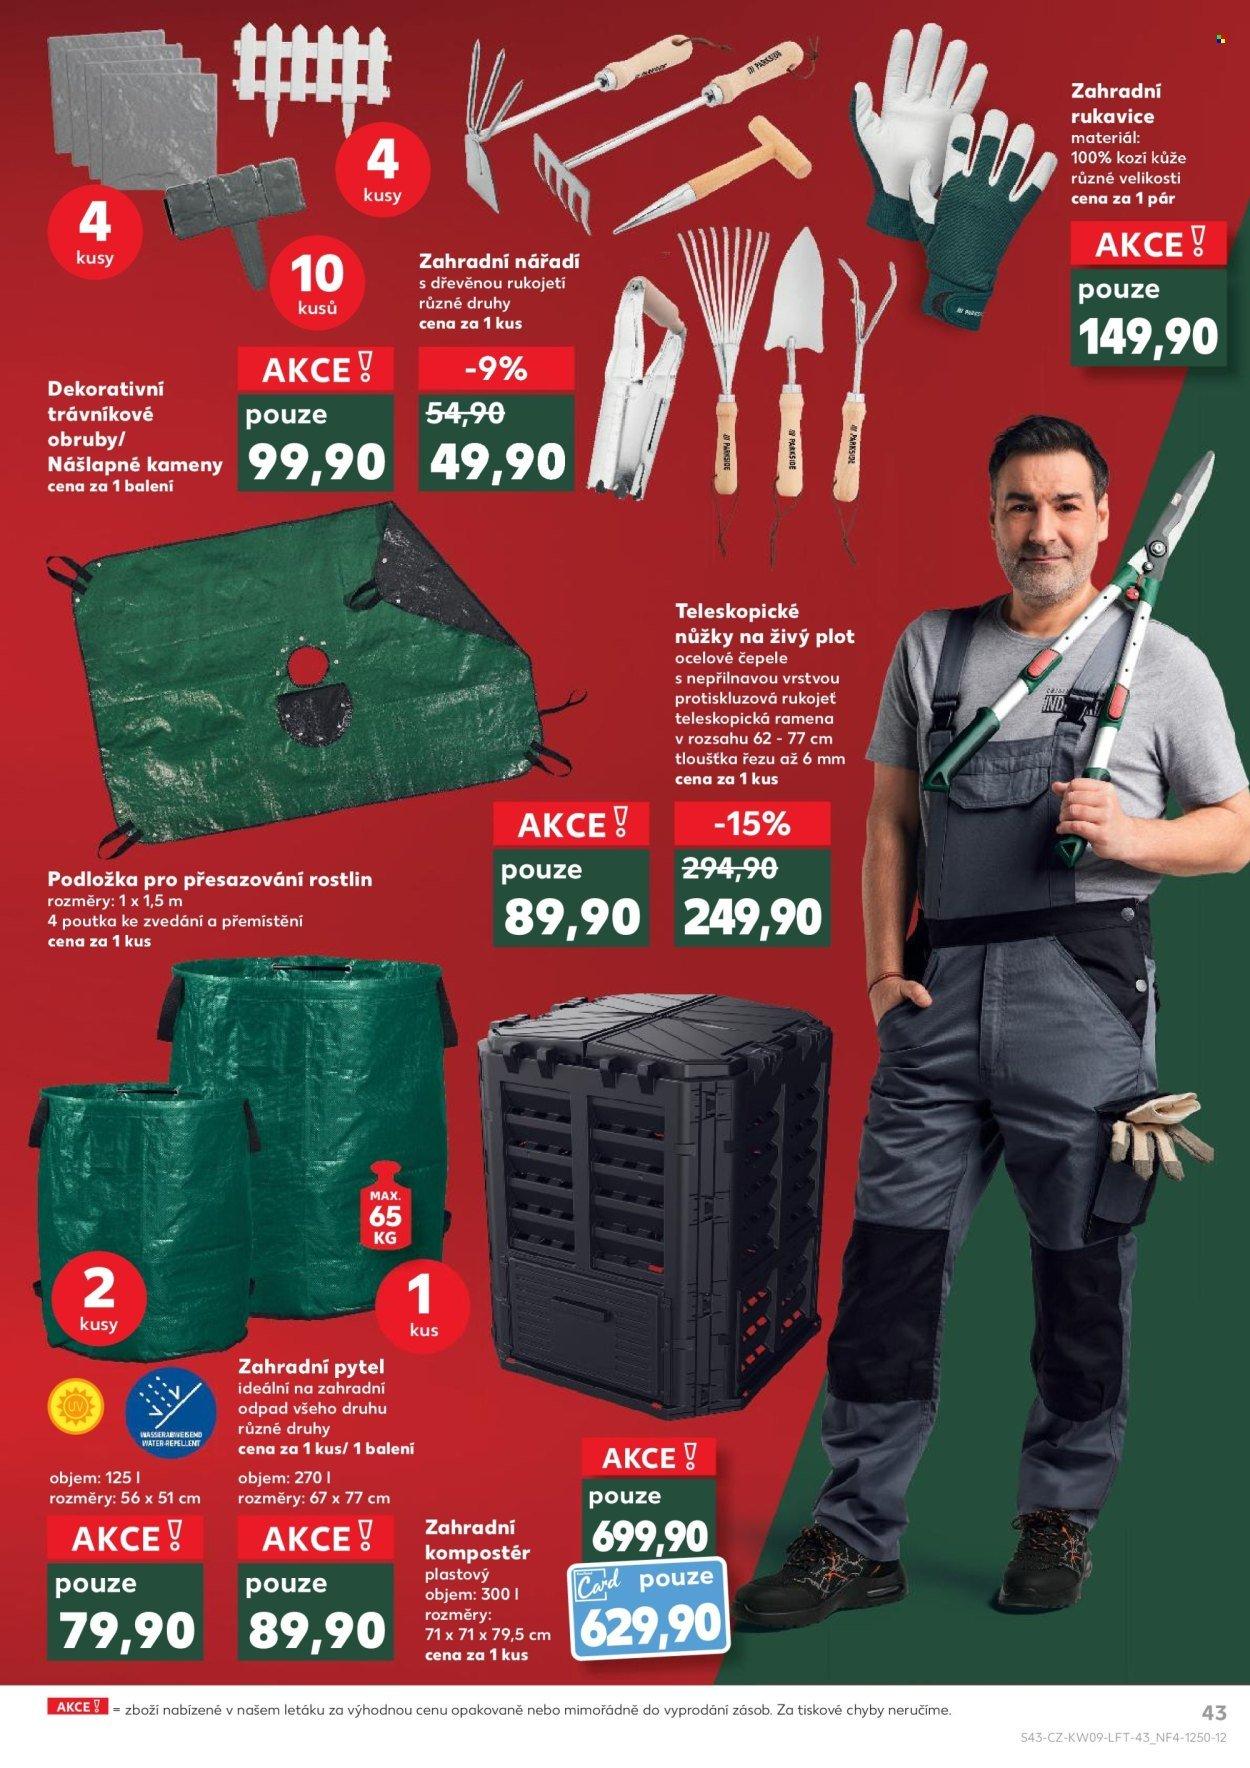 4
kusy
4
kusy
10
kusů
Dekorativní
trávníkové
obruby/
Nášlapné kameny
cena za 1 balení
AKCE!
pouze
99,90
Zahradní nářadí
s dřevěnou rukojetí
různé druhy
cena za 1 kus
-9%
54,90
49,90
PARKSIDE
PARKSIDE
PARKSIDE
PARKSIDE
PARKSIDE
PARKSIDE
Zahradní
rukavice
materiál:
100% kozí kůže
různé velikosti
cena za 1 pár
AKCE!
pouze
149,90
Teleskopické
nůžky na živý plot
ocelové čepele
s nepřilnavou vrstvou
protiskluzová rukojeť
teleskopická ramena
v rozsahu 62 - 77 cm
tloušťka řezu až 6 mm
cena za 1 kus
-15%
294,90
249,90
AKCE!
pouze
89,90
Podložka pro přesazování rostlin
rozměry: 1 x 1,5 m
4 poutka ke zvedání a přemístění
cena za 1 kus
MAX.
65
KG
2
kusy
1
kus
UV
WASSERABWEISEND
WATER-REPELLENT
Zahradní pytel
ideální na zahradní
odpad všeho druhu
různé druhy
cena za 1 kus/ 1 balení
objem: 125 l
rozměry: 56 x 51 cm
AKCE!
pouze
79,90
objem: 270 l
rozměry: 67 x 77 cm
AKCE!
pouze
89,90
Zahradní
kompostér
plastový
objem: 300 l
rozměry:
71 x 71 x 79,5 cm
cena za 1 kus
AKCE!
pouze
699,90
Card
pouze
629,90
AKCE! = zboží nabízené v našem letáku za výhodnou cenu opakovaně nebo mimořádně do vyprodání zásob. Za tiskové chyby neručíme.
43
S43-CZ-KW09-LFT-43_NF4-1250-12